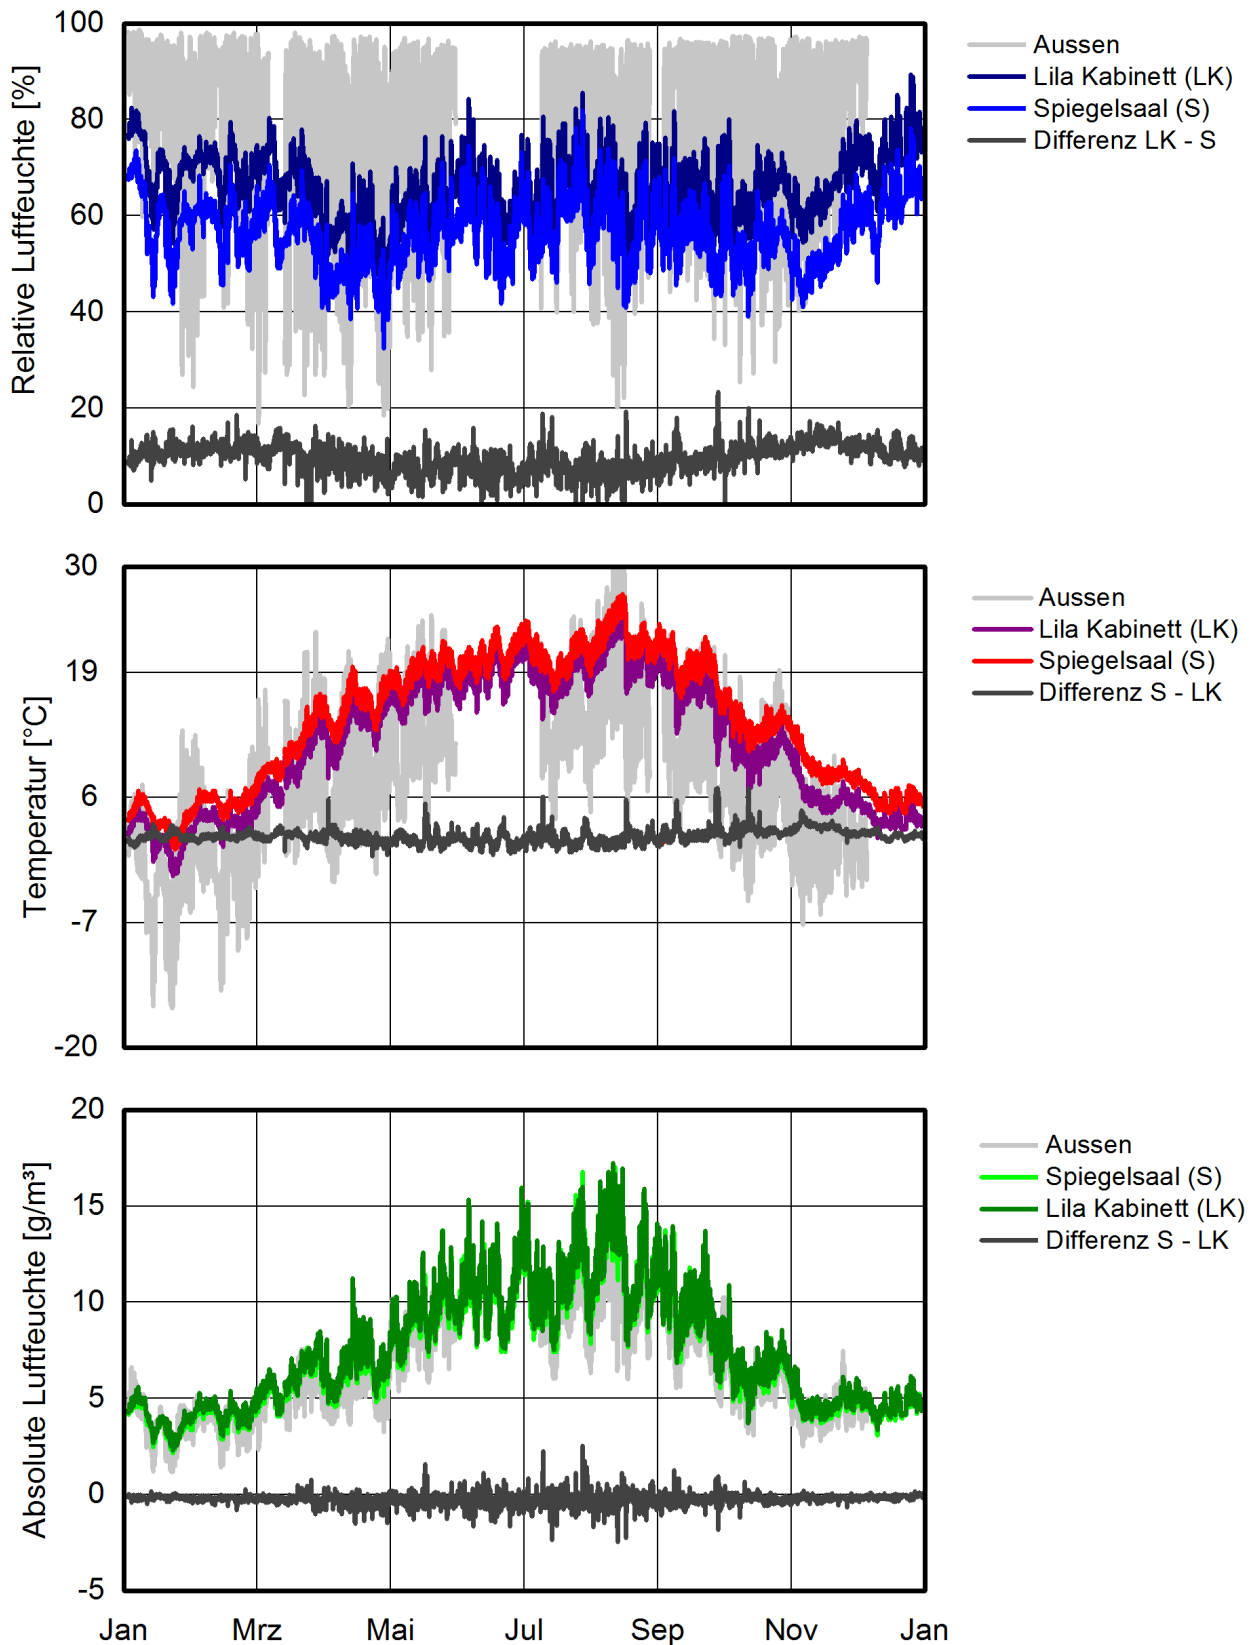 Relative Luftfeuchte [%]
100
80
60
40
20
0
Aussen
Lila Kabinett (LK)
Spiegelsaal (S)
Differenz LK - S
Temperatur [°C]
30
19
6
-7
-20
Aussen
Lila Kabinett (LK)
Spiegelsaal (S)
Differenz S - LK
Absolute Luftfeuchte [g/m³]
20
15
10
5
0
-5
Aussen
Spiegelsaal (S)
Lila Kabinett (LK)
Differenz S - LK
Jan Mrz Mai Jul Sep Nov Jan